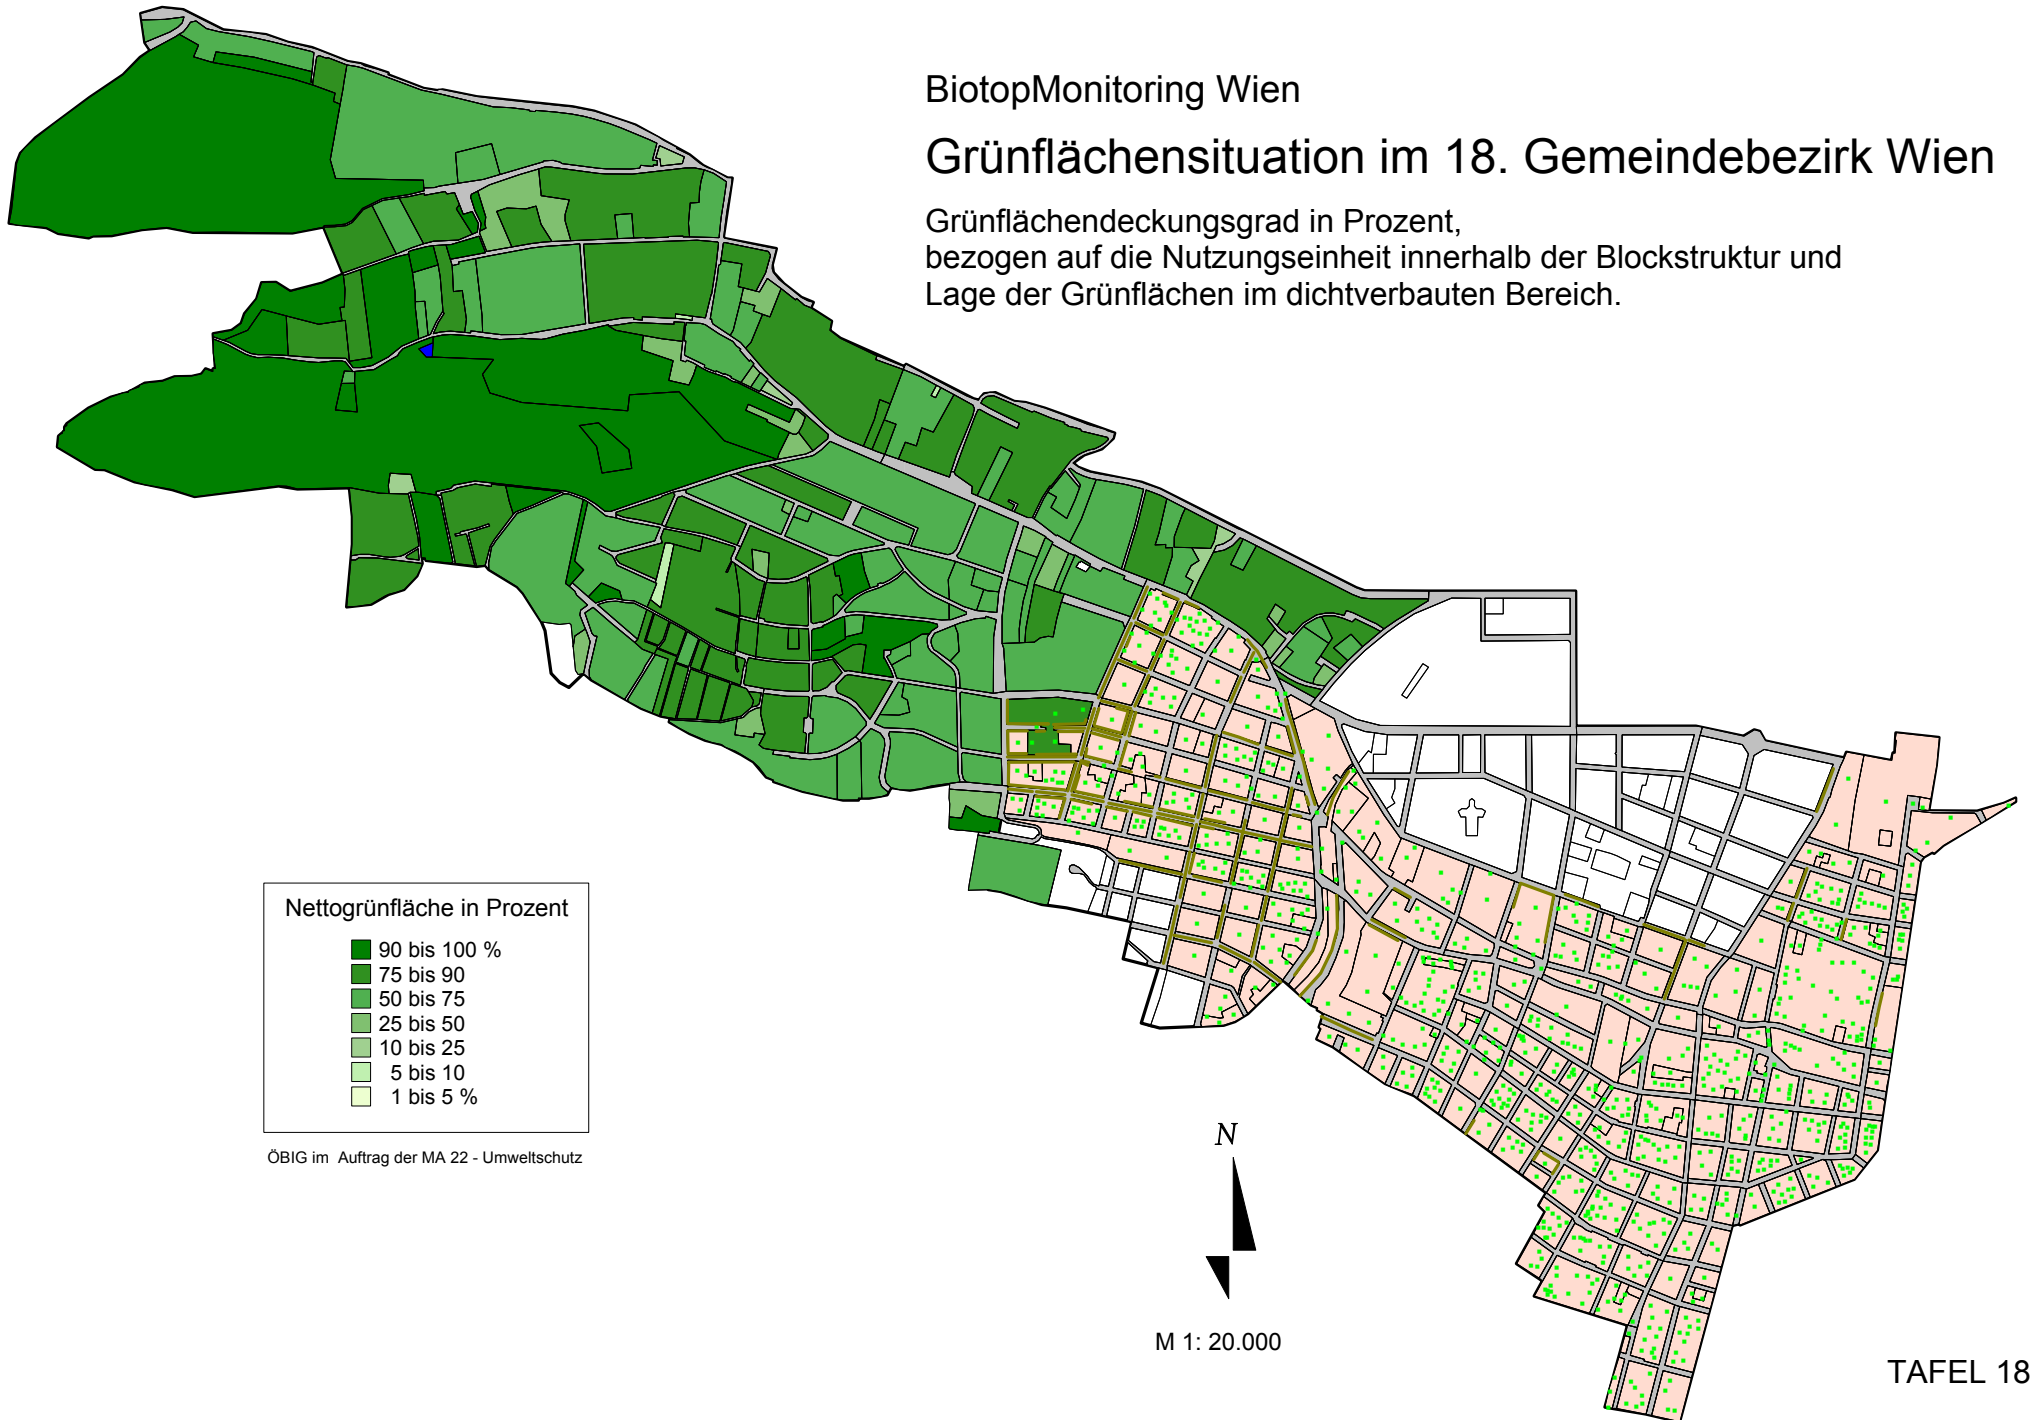 BiotopMonitoring Wien
Grünflächensituation im 18. Gemeindebezirk Wien
Grünflächendeckungsgrad in Prozent,
bezogen auf die Nutzungseinheit innerhalb der Blockstruktur und
Lage der Grünflächen im dichtverbauten Bereich.
Nettogrünfläche in Prozent
90 bis 100 %
75 bis 90
50 bis 75
25 bis 50
10 bis 25
5 bis 10
1 bis 5 %
ÖBIG im Auftrag der MA 22 - Umweltschutz
N
M 1: 20.000
TAFEL 18